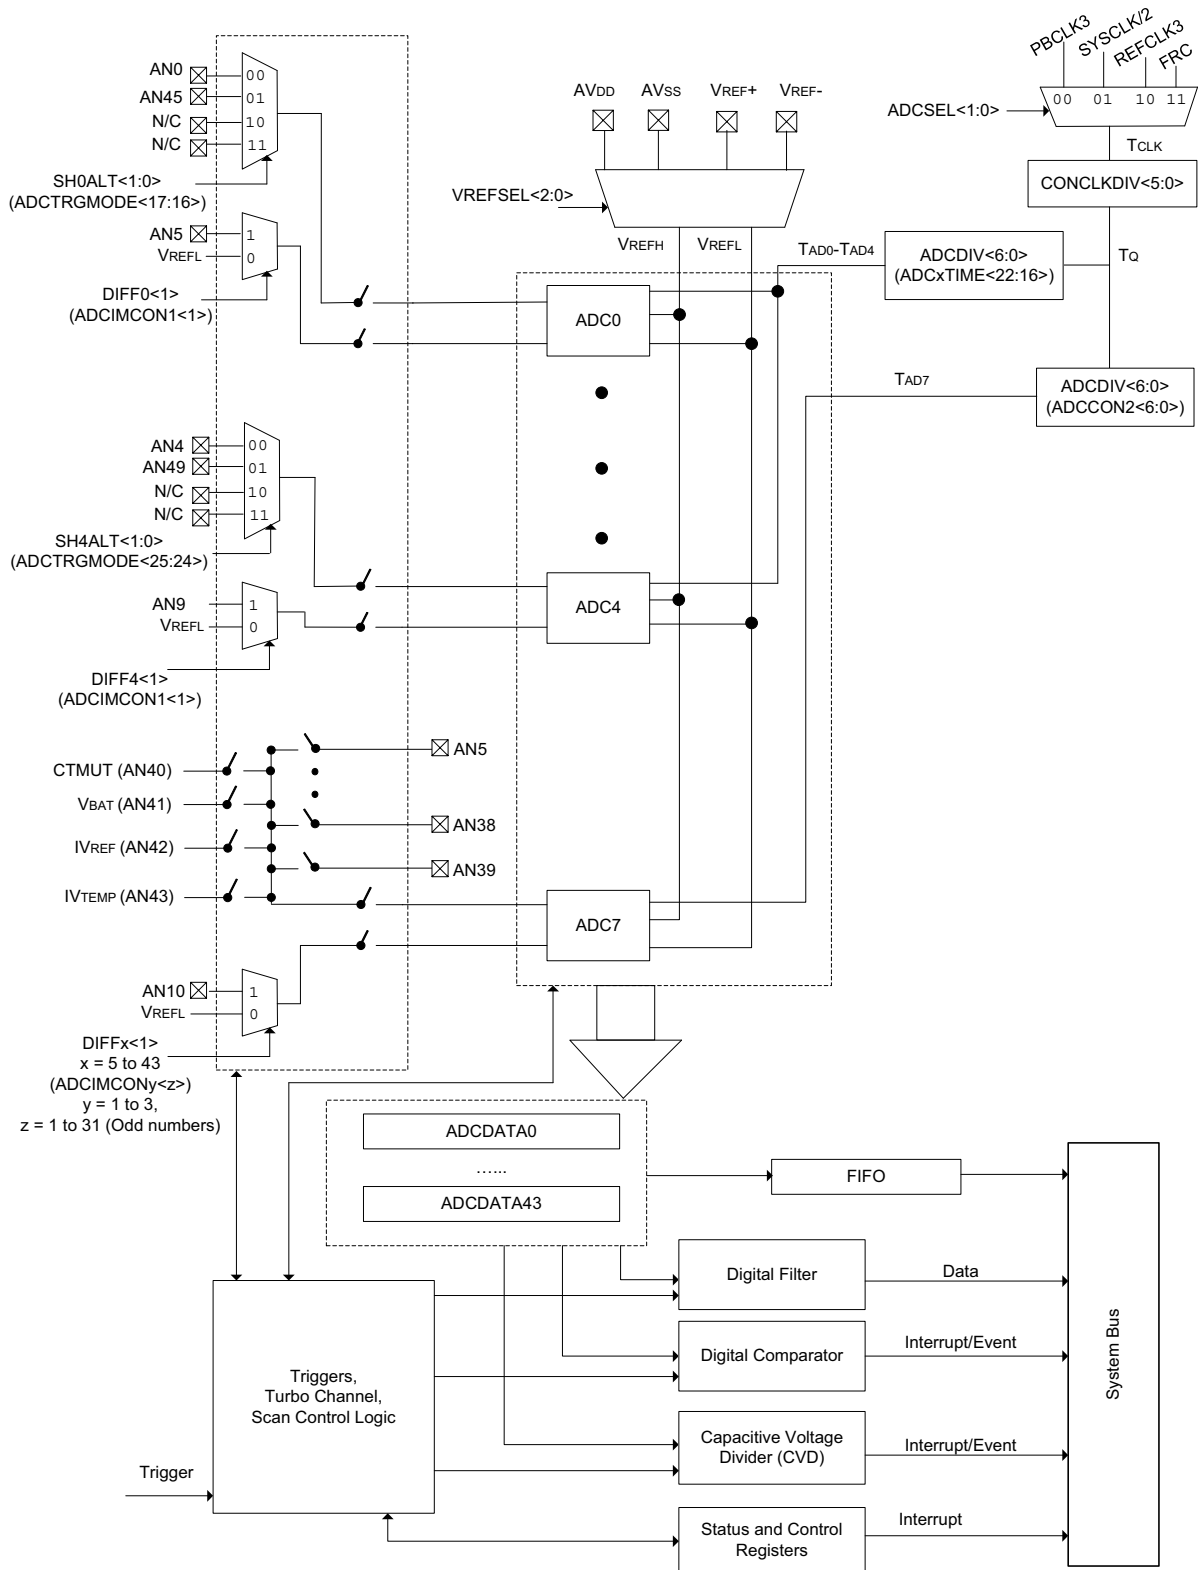 PBCLK3
SYSCLK/2
REFCLK3
FRC
00 01 10 11
ADCSEL<1:0>
TCLK
CONCLKDIV<5:0>
TQ
AN0
AN45
N/C
N/C
00
01
10
11
SH0ALT<1:0>
(ADCTRGMODE<17:16>)
AN5
VREFL
1
0
DIFF0<1>
(ADCIMCON1<1>)
AVDD AVSS VREF+ VREF-
VREFSEL<2:0>
VREFH VREFL
TAD0-TAD4
ADCDIV<6:0>
(ADCxTIME<22:16>)
ADC0
TAD7
ADCDIV<6:0>
(ADCCON2<6:0>)
AN4
AN49
N/C
N/C
00
01
10
11
SH4ALT<1:0>
(ADCTRGMODE<25:24>)
AN9
VREFL
1
0
DIFF4<1>
(ADCIMCON1<1>)
ADC4
CTMUT (AN40)
VBAT (AN41)
IVREF (AN42)
IVTEMP (AN43)
AN5
AN38
AN39
ADC7
AN10
VREFL
1
0
DIFFx<1>
x = 5 to 43
(ADCIMCONy<z>)
y = 1 to 3,
z = 1 to 31 (Odd numbers)
ADCDATA0
…...
ADCDATA43
FIFO
Digital Filter
Data
Digital Comparator
Interrupt/Event
Capacitive Voltage
Divider (CVD)
Interrupt/Event
Status and Control
Registers
Interrupt
System Bus
Triggers,
Turbo Channel,
Scan Control Logic
Trigger